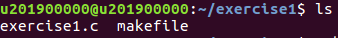 u201900000@u201900000:~/exercise1$ ls
exercise1.c  makefile